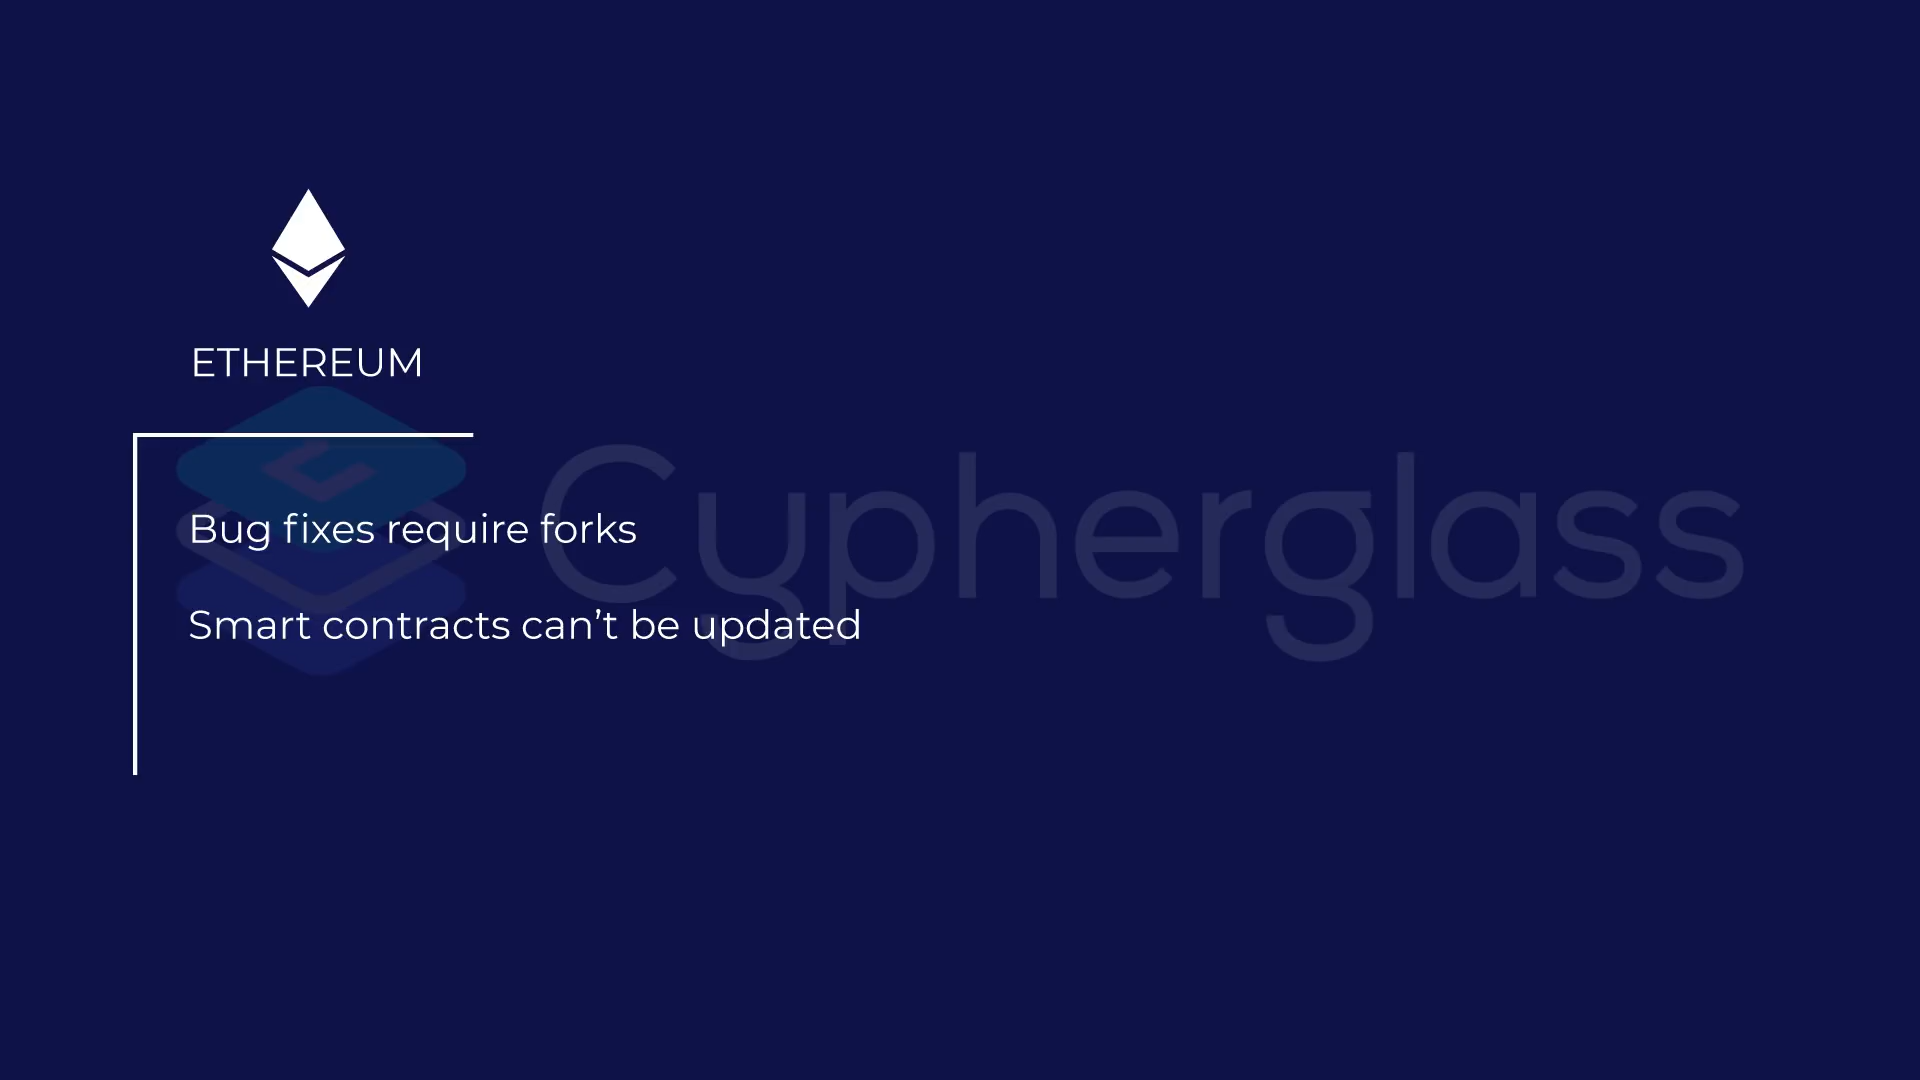 ETHEREUM
Cypherglass
Bug fixes require forks
Smart contracts can’t be updated